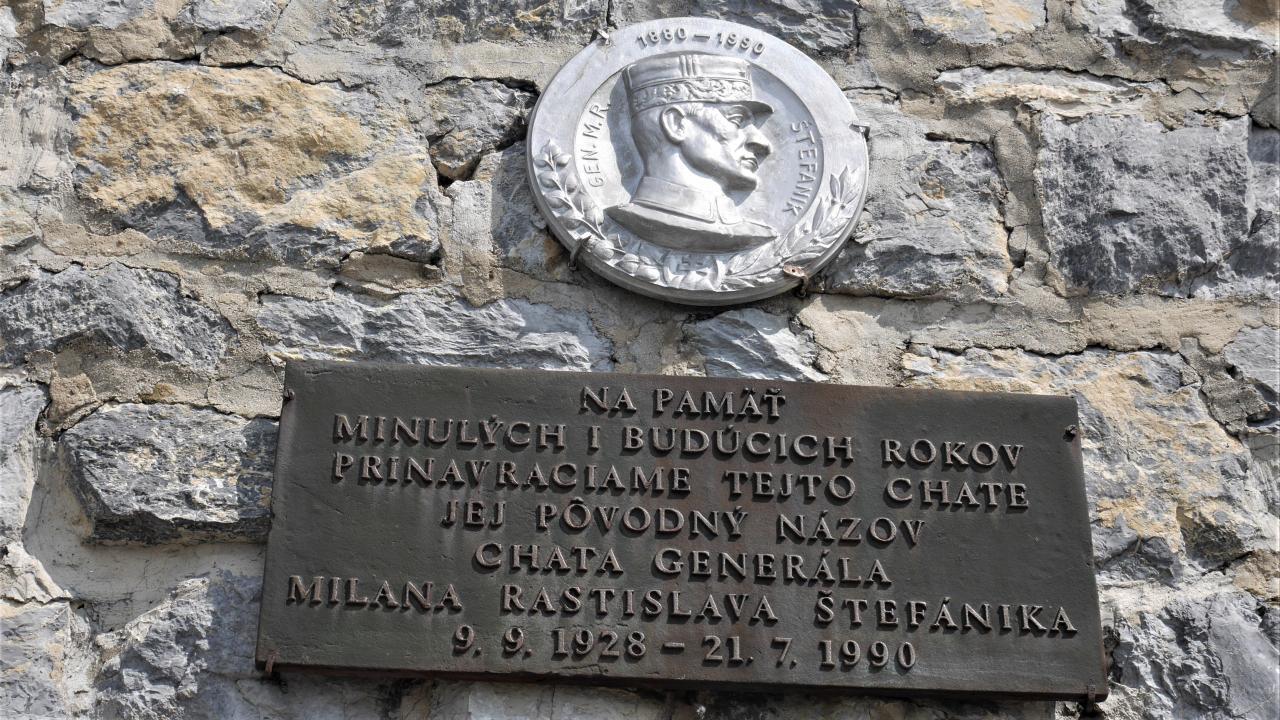 1880–1990
GEN. M. R.
ŠTEFÁNIK
NA PAMÄŤ
MINULÝCH I BUDÚCICH ROKOV
PRINAVRACIAME TEJTO CHATE
JEJ PÔVODNÝ NÁZOV
CHATA GENERÁLA
MILANA RASTISLAVA ŠTEFÁNIKA
9. 9. 1928 – 21. 7. 1990